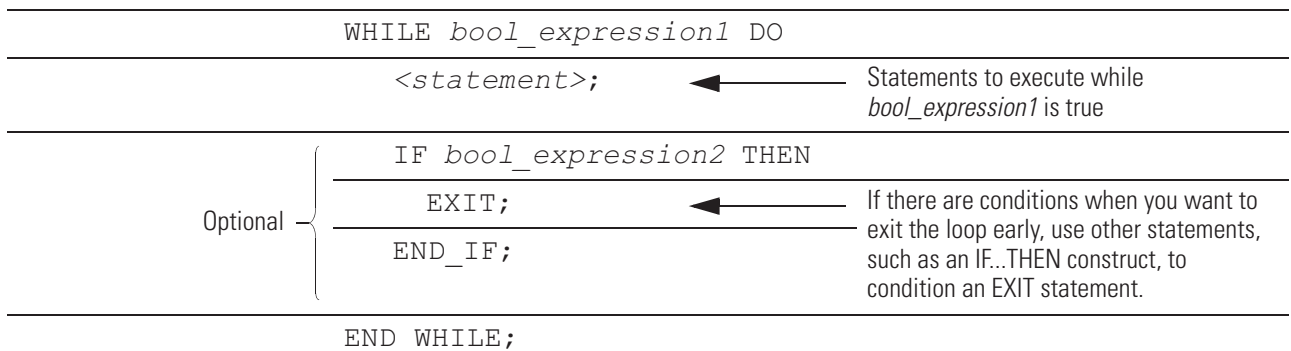 WHILE bool_expression1 DO
<statement>;
Statements to execute while
bool_expression1 is true
Optional
IF bool_expression2 THEN
EXIT;
END_IF;
If there are conditions when you want to
exit the loop early, use other statements,
such as an IF...THEN construct, to
condition an EXIT statement.
END WHILE;